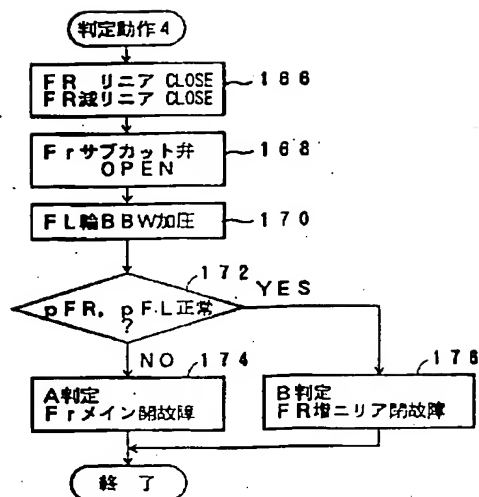 判定動作4
FR リニア CLOSE
FR減リニア CLOSE
166
Frサブカット弁
OPEN
168
FL輪BBW加圧
170
pFR, pFL正常
?
172
YES
NO
174
A判定
Frメイン開故障
176
B判定
FR増ニリア閉故障
終了